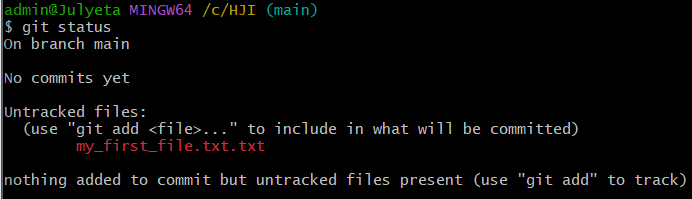 admin@Julyeta MINGW64 /c/HJI (main)
$ git status
On branch main
No commits yet
Untracked files:
(use "git add <file>..." to include in what will be committed)
my_first_file.txt.txt
nothing added to commit but untracked files present (use "git add" to track)